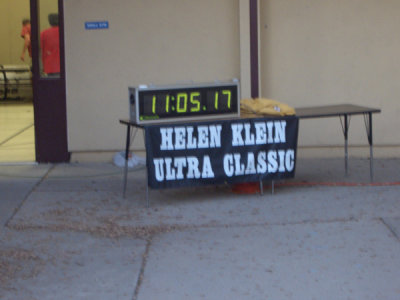 11:05.17
HELEN KLEIN
ULTRA CLASSIC